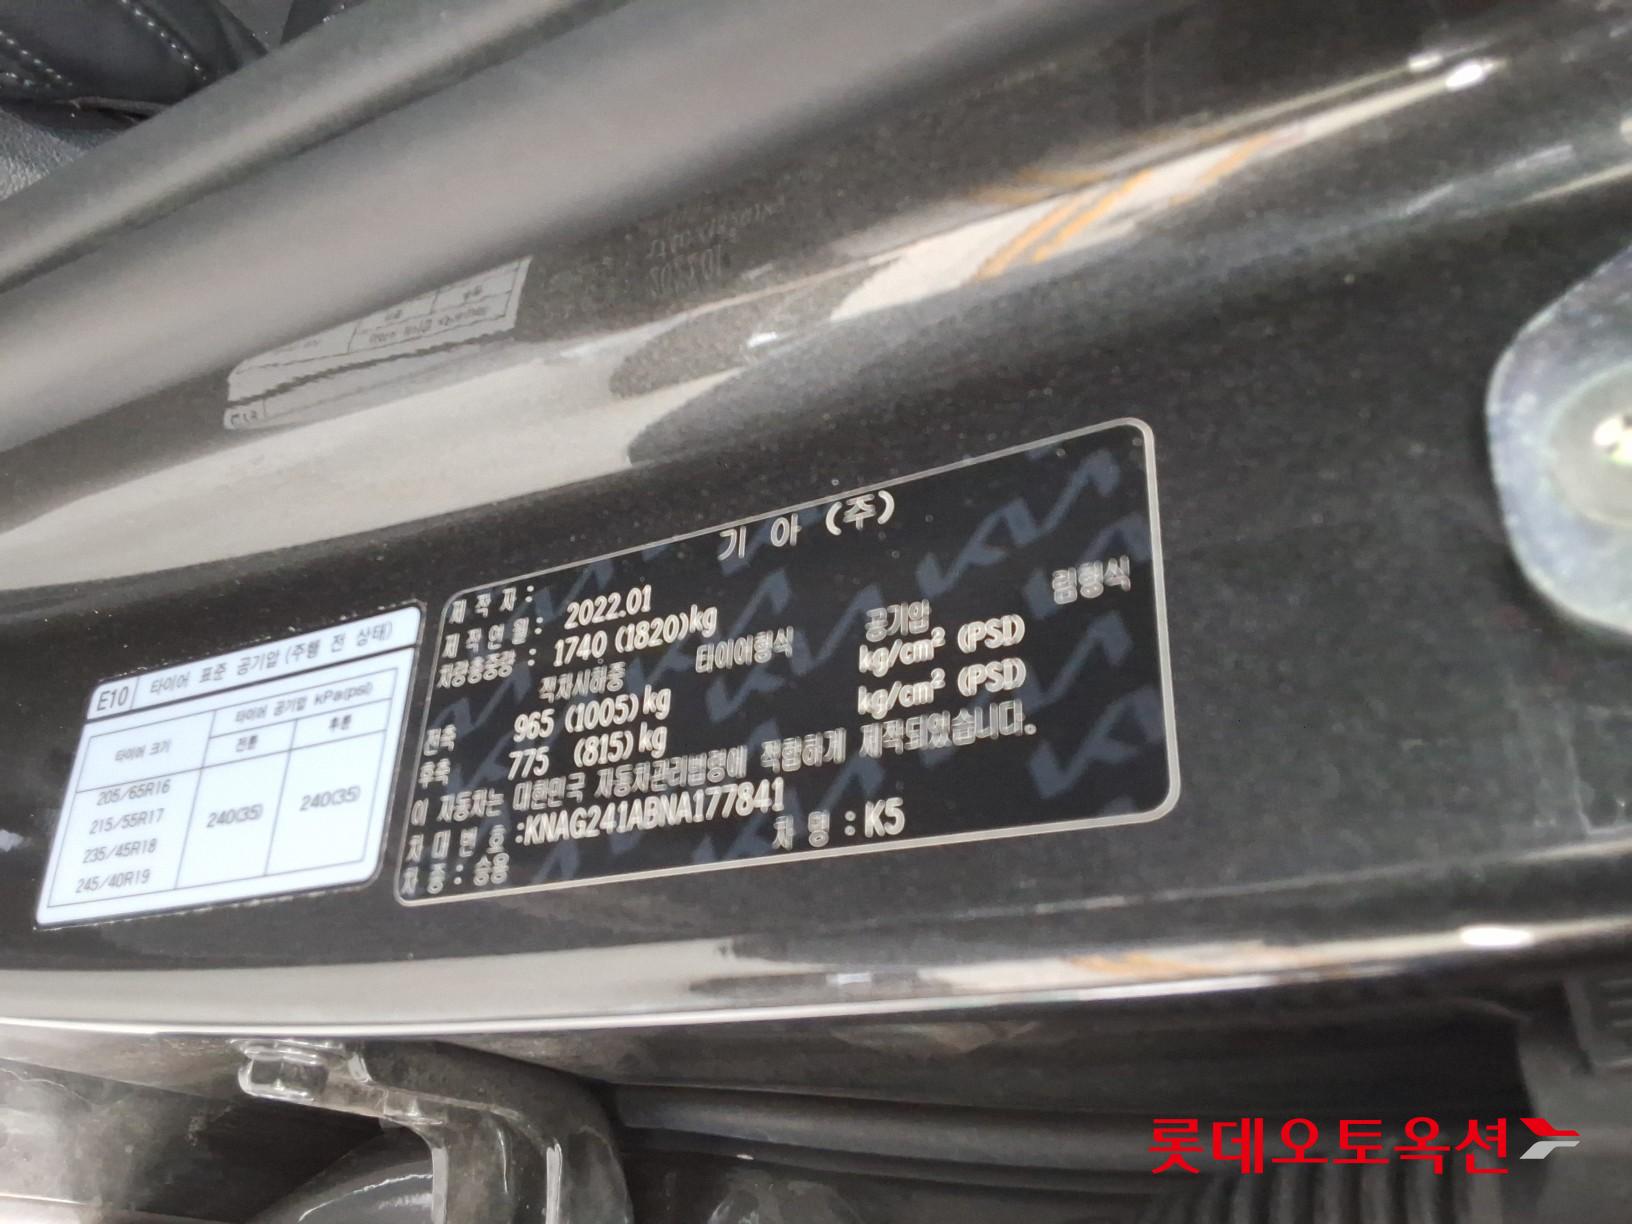 E10 타이어 표준 공기압 (주행 전 상태)
타이어 크기
타이어 공기압 KPa(psi)
전륜 후륜
205/65R16
215/55R17
235/45R18
245/40R19
240(35) 240(35)
제작자: 기 아 (주)
제작연월: 2022.01
차량총중량: 1740 (1820)kg
적차시하중 타이어형식 공기압 림형식
전축 965 (1005)kg kg/cm² (PSI)
후축 775 (815)kg kg/cm² (PSI)
이 자동차는 대한민국 자동차관리법령에 적합하게 제작되었습니다.
차대번호:KNAG241ABNA177841
차종:승용 차명:K5
롯데오토옥션